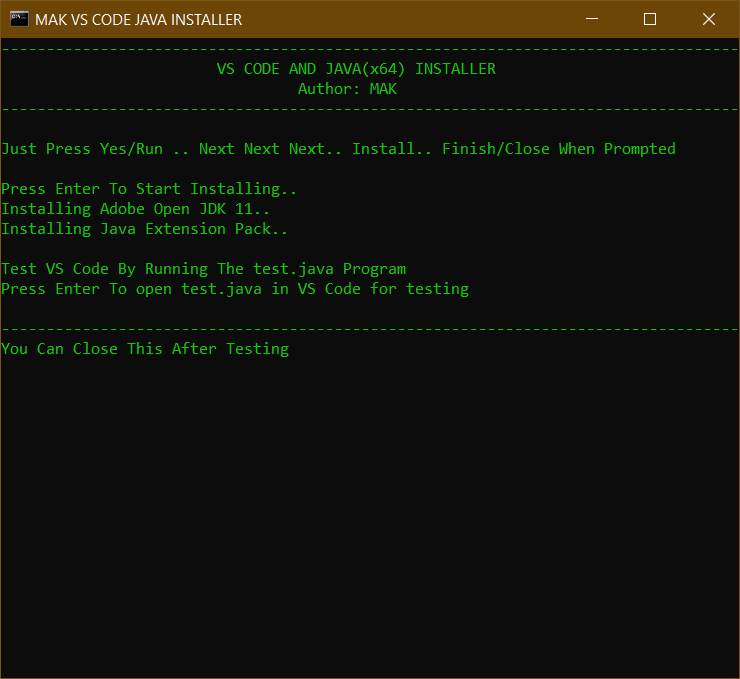 MAK VS CODE JAVA INSTALLER
----------------------------------------------------------------------------------
VS CODE AND JAVA(x64) INSTALLER
Author: MAK
----------------------------------------------------------------------------------
Just Press Yes/Run .. Next Next Next.. Install.. Finish/Close When Prompted
Press Enter To Start Installing..
Installing Adobe Open JDK 11..
Installing Java Extension Pack..
Test VS Code By Running The test.java Program
Press Enter To open test.java in VS Code for testing
----------------------------------------------------------------------------------
You Can Close This After Testing